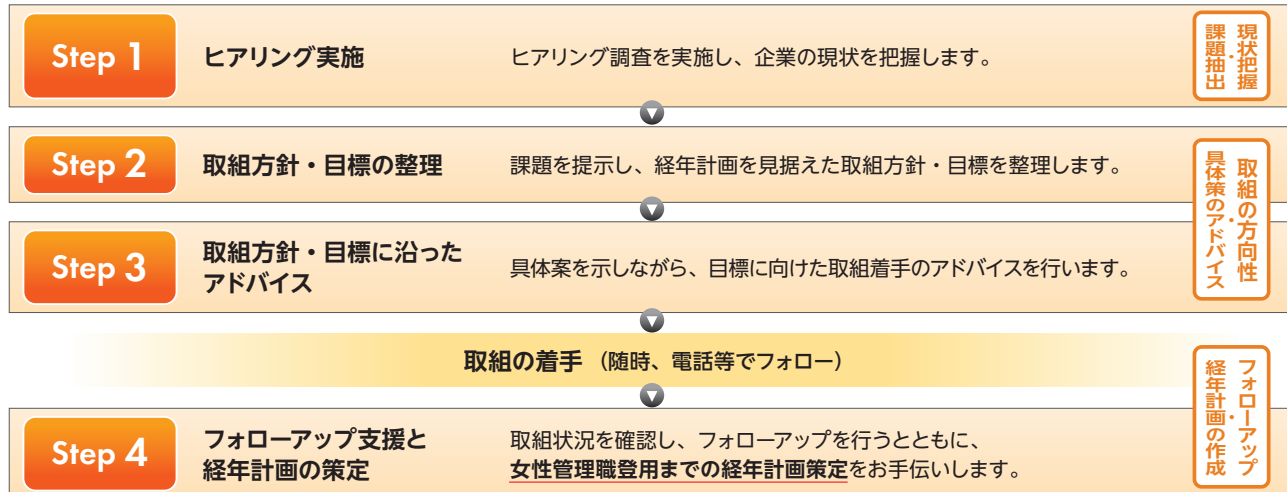 Step 1
ヒアリング実施
ヒアリング調査を実施し、企業の現状を把握します。
現状把握・
課題抽出
Step 2
取組方針・目標の整理
課題を提示し、経年計画を見据えた取組方針・目標を整理します。
取組の方向性・
具体策のアドバイス
Step 3
取組方針・目標に沿った
アドバイス
具体案を示しながら、目標に向けた取組着手のアドバイスを行います。
取組の着手（随時、電話等でフォロー）
フォローアップ・
経年計画の作成
Step 4
フォローアップ支援と
経年計画の策定
取組状況を確認し、フォローアップを行うとともに、
女性管理職登用までの経年計画策定をお手伝いします。